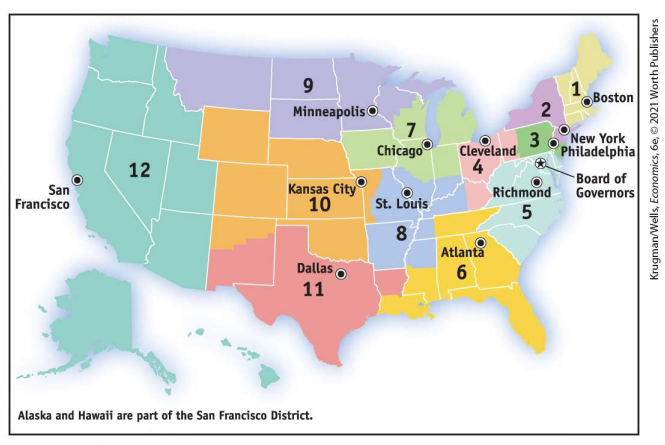 9
Minneapolis
1
Boston
2
7
Chicago
Cleveland
4
3
New York
Philadelphia
12
San
Francisco
Kansas City
10
St. Louis
Board of
Governors
Richmond
5
8
Atlanta
6
Dallas
11
Alaska and Hawaii are part of the San Francisco District.
Krugman/Wells, Economics, 6e, © 2021 Worth Publishers